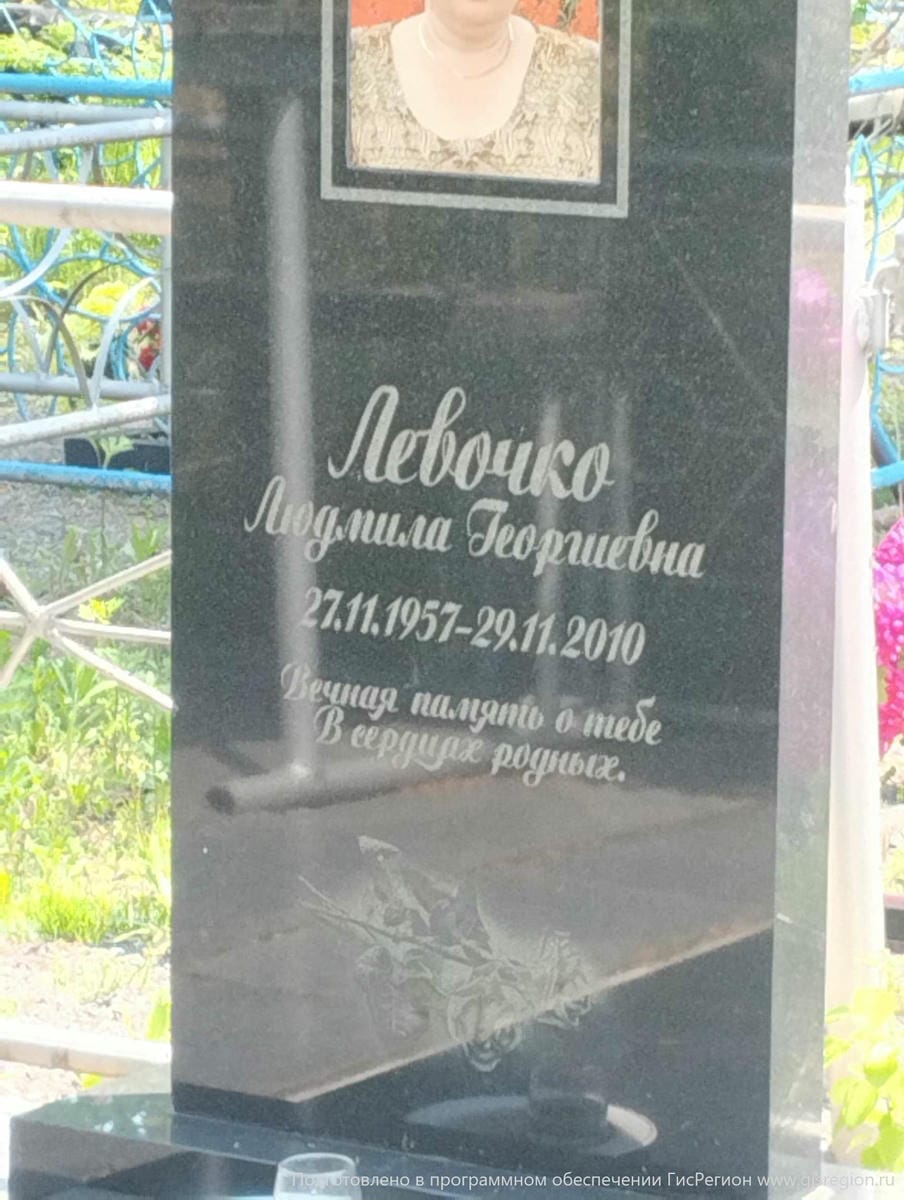 Левочко
Людмила Георгиевна
27.11.1957-29.11.2010
Вечная память о тебе
В сердцах родных.
Подготовлено в программном обеспечении ГисРегион www.gisregion.ru